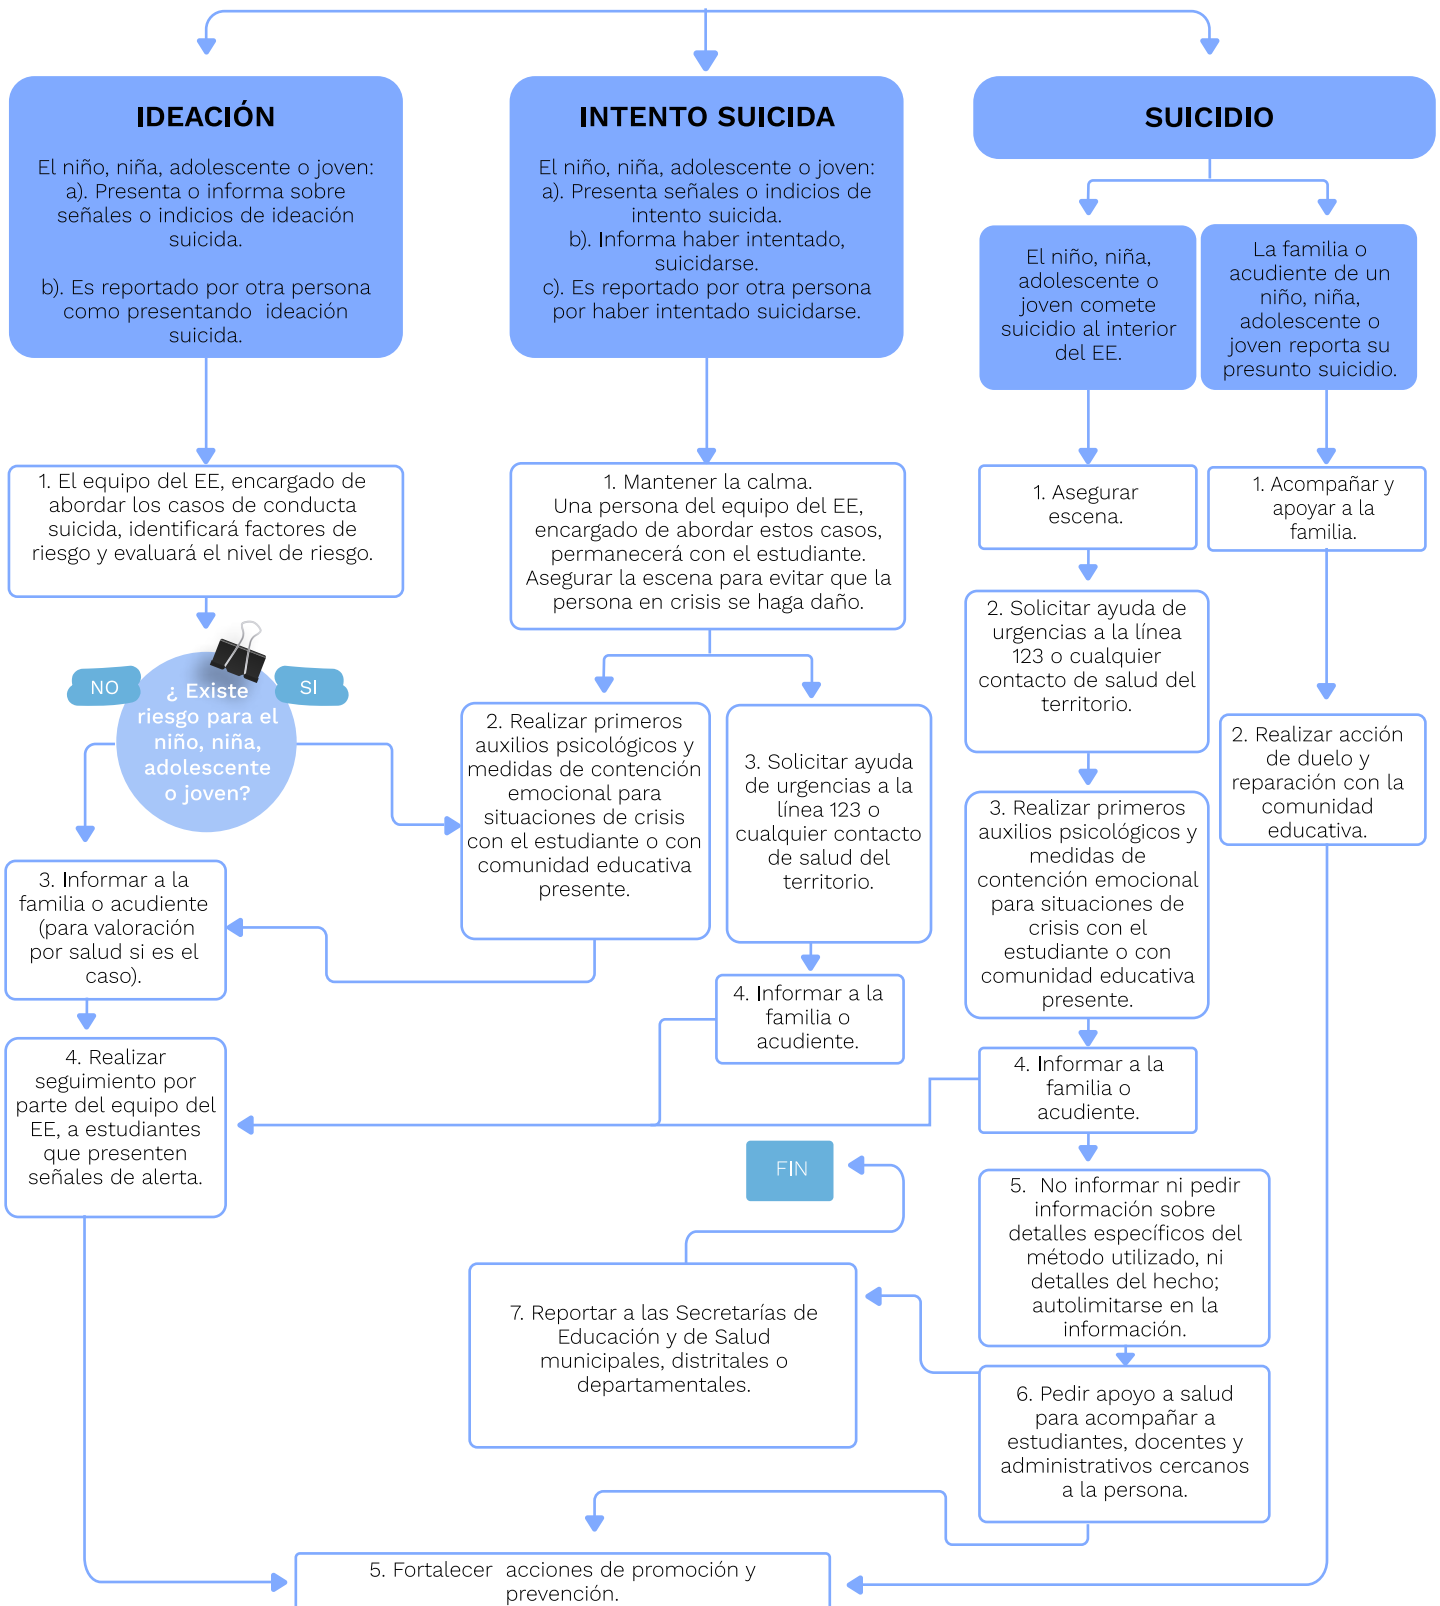 IDEACIÓN
El niño, niña, adolescente o joven:
a). Presenta o informa sobre
señales o indicios de ideación
suicida.
b). Es reportado por otra persona
como presentando ideación
suicida.
INTENTO SUICIDA
El niño, niña, adolescente o joven:
a). Presenta señales o indicios de
intento suicida.
b). Informa haber intentado,
suicidarse.
c). Es reportado por otra persona
por haber intentado suicidarse.
SUICIDIO
El niño, niña,
adolescente o
joven comete
suicidio al interior
del EE.
La familia o
acudiente de un
niño, niña,
adolescente o
joven reporta su
presunto suicidio.
1. El equipo del EE, encargado de
abordar los casos de conducta
suicida, identificará factores de
riesgo y evaluará el nivel de riesgo.
1. Mantener la calma.
Una persona del equipo del EE,
encargado de abordar estos casos,
permanecerá con el estudiante.
Asegurar la escena para evitar que la
persona en crisis se haga daño.
1. Asegurar
escena.
1. Acompañar y
apoyar a la
familia.
NO
SI
¿ Existe
riesgo para el
niño, niña,
adolescente
o joven?
2. Realizar primeros
auxilios psicológicos y
medidas de contención
emocional para
situaciones de crisis
con el estudiante o con
comunidad educativa
presente.
3. Solicitar ayuda
de urgencias a la
línea 123 o
cualquier contacto
de salud del
territorio.
2. Solicitar ayuda de
urgencias a la línea
123 o cualquier
contacto de salud del
territorio.
2. Realizar acción
de duelo y
reparación con la
comunidad
educativa.
3. Informar a la
familia o acudiente
(para valoración
por salud si es el
caso).
3. Realizar primeros
auxilios psicológicos y
medidas de
contención emocional
para situaciones de
crisis con el
estudiante o con
comunidad educativa
presente.
4. Informar a la
familia o
acudiente.
4. Realizar
seguimiento por
parte del equipo del
EE, a estudiantes
que presenten
señales de alerta.
4. Informar a la
familia o
acudiente.
FIN
5. No informar ni pedir
información sobre
detalles específicos del
método utilizado, ni
detalles del hecho;
autolimitarse en la
información.
7. Reportar a las Secretarías de
Educación y de Salud
municipales, distritales o
departamentales.
6. Pedir apoyo a salud
para acompañar a
estudiantes, docentes y
administrativos cercanos
a la persona.
5. Fortalecer acciones de promoción y
prevención.